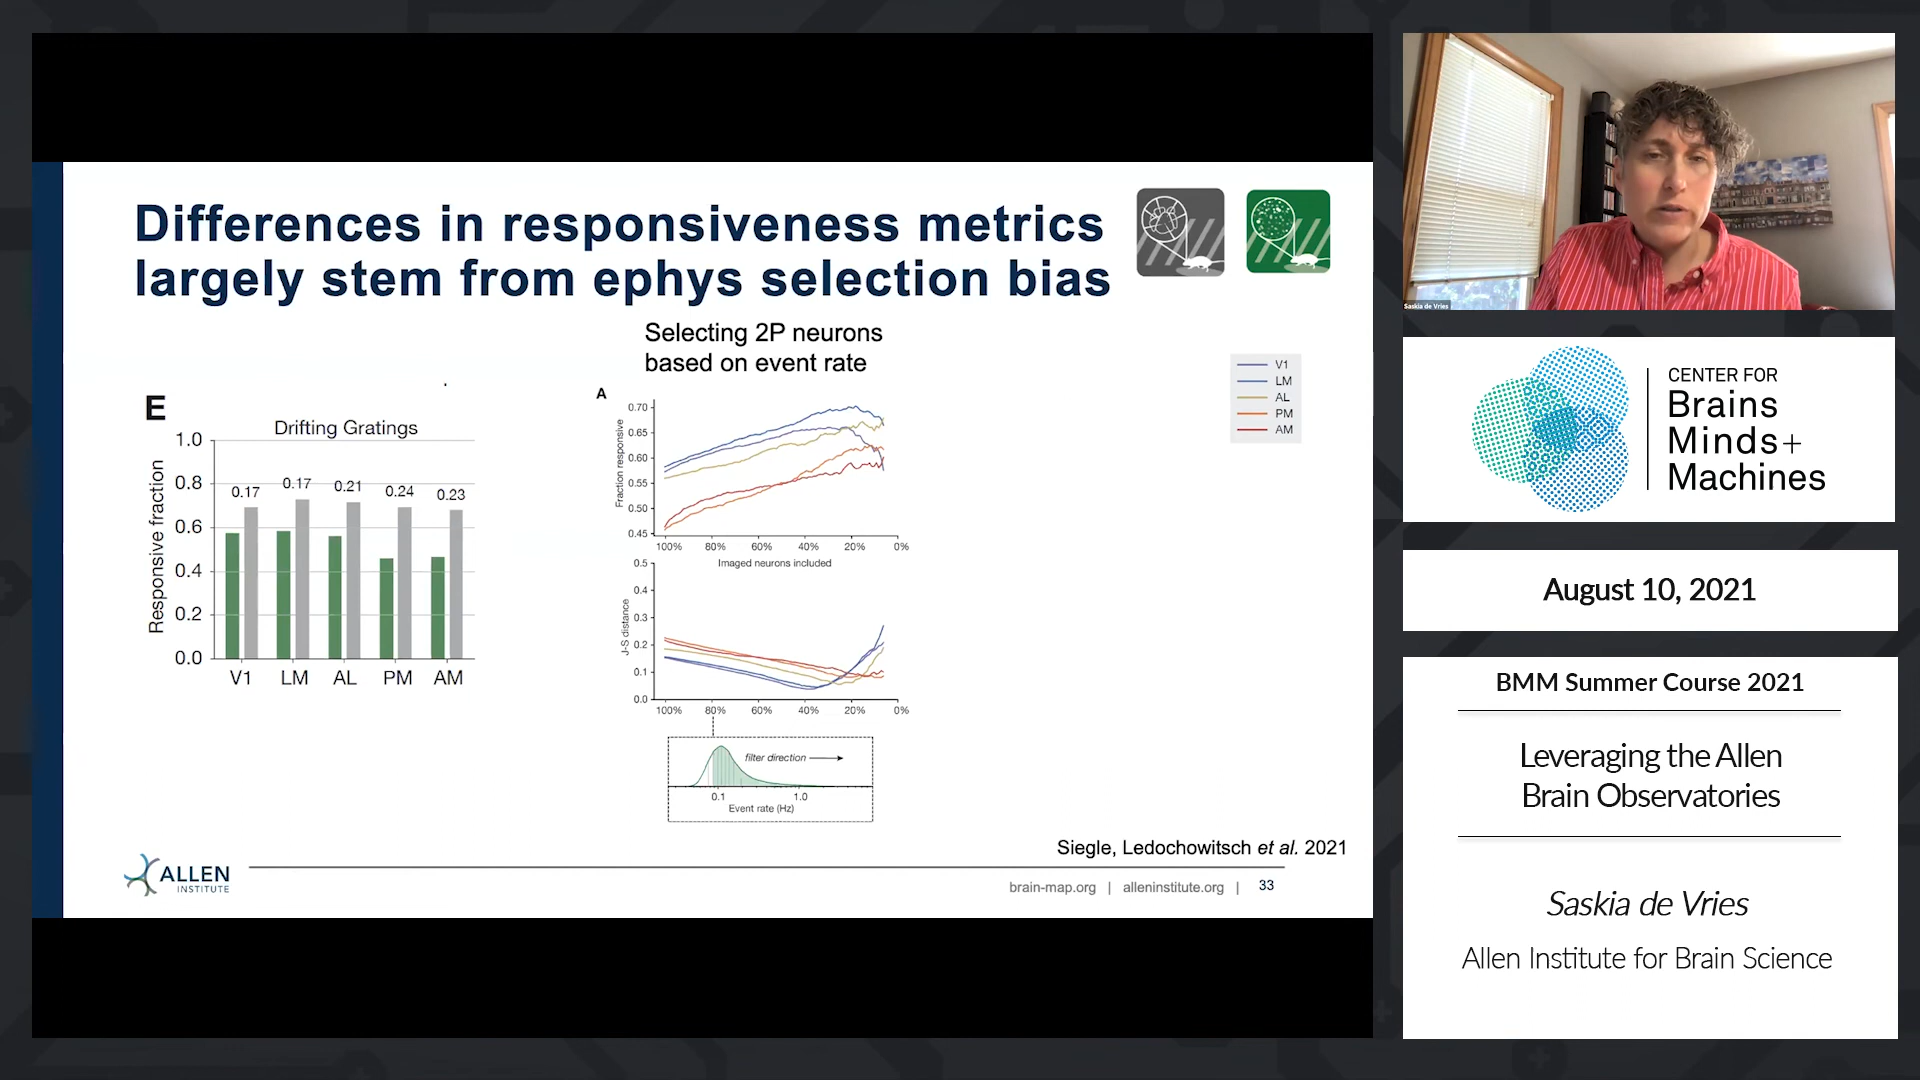 Differences in responsiveness metrics
largely stem from ephys selection bias
Selecting 2P neurons
based on event rate
E
Drifting Gratings
Responsive fraction
1.0
0.8
0.6
0.4
0.2
0.0
0.17
0.17
0.21
0.24
0.23
V1 LM AL PM AM
A
Fraction responsive
0.70
0.65
0.60
0.55
0.50
0.45
100% 80% 60% 40% 20% 0%
Imaged neurons included
J-S distance
0.5
0.4
0.3
0.2
0.1
0.0
100% 80% 60% 40% 20% 0%
filter direction
0.1 1.0
Event rate (Hz)
V1
LM
AL
PM
AM
Siegle, Ledochowitsch et al. 2021
ALLEN
INSTITUTE
brain-map.org | alleninstitute.org | 33
Saskia de Vries
CENTER FOR
Brains
Minds+
Machines
August 10, 2021
BMM Summer Course 2021
Leveraging the Allen
Brain Observatories
Saskia de Vries
Allen Institute for Brain Science